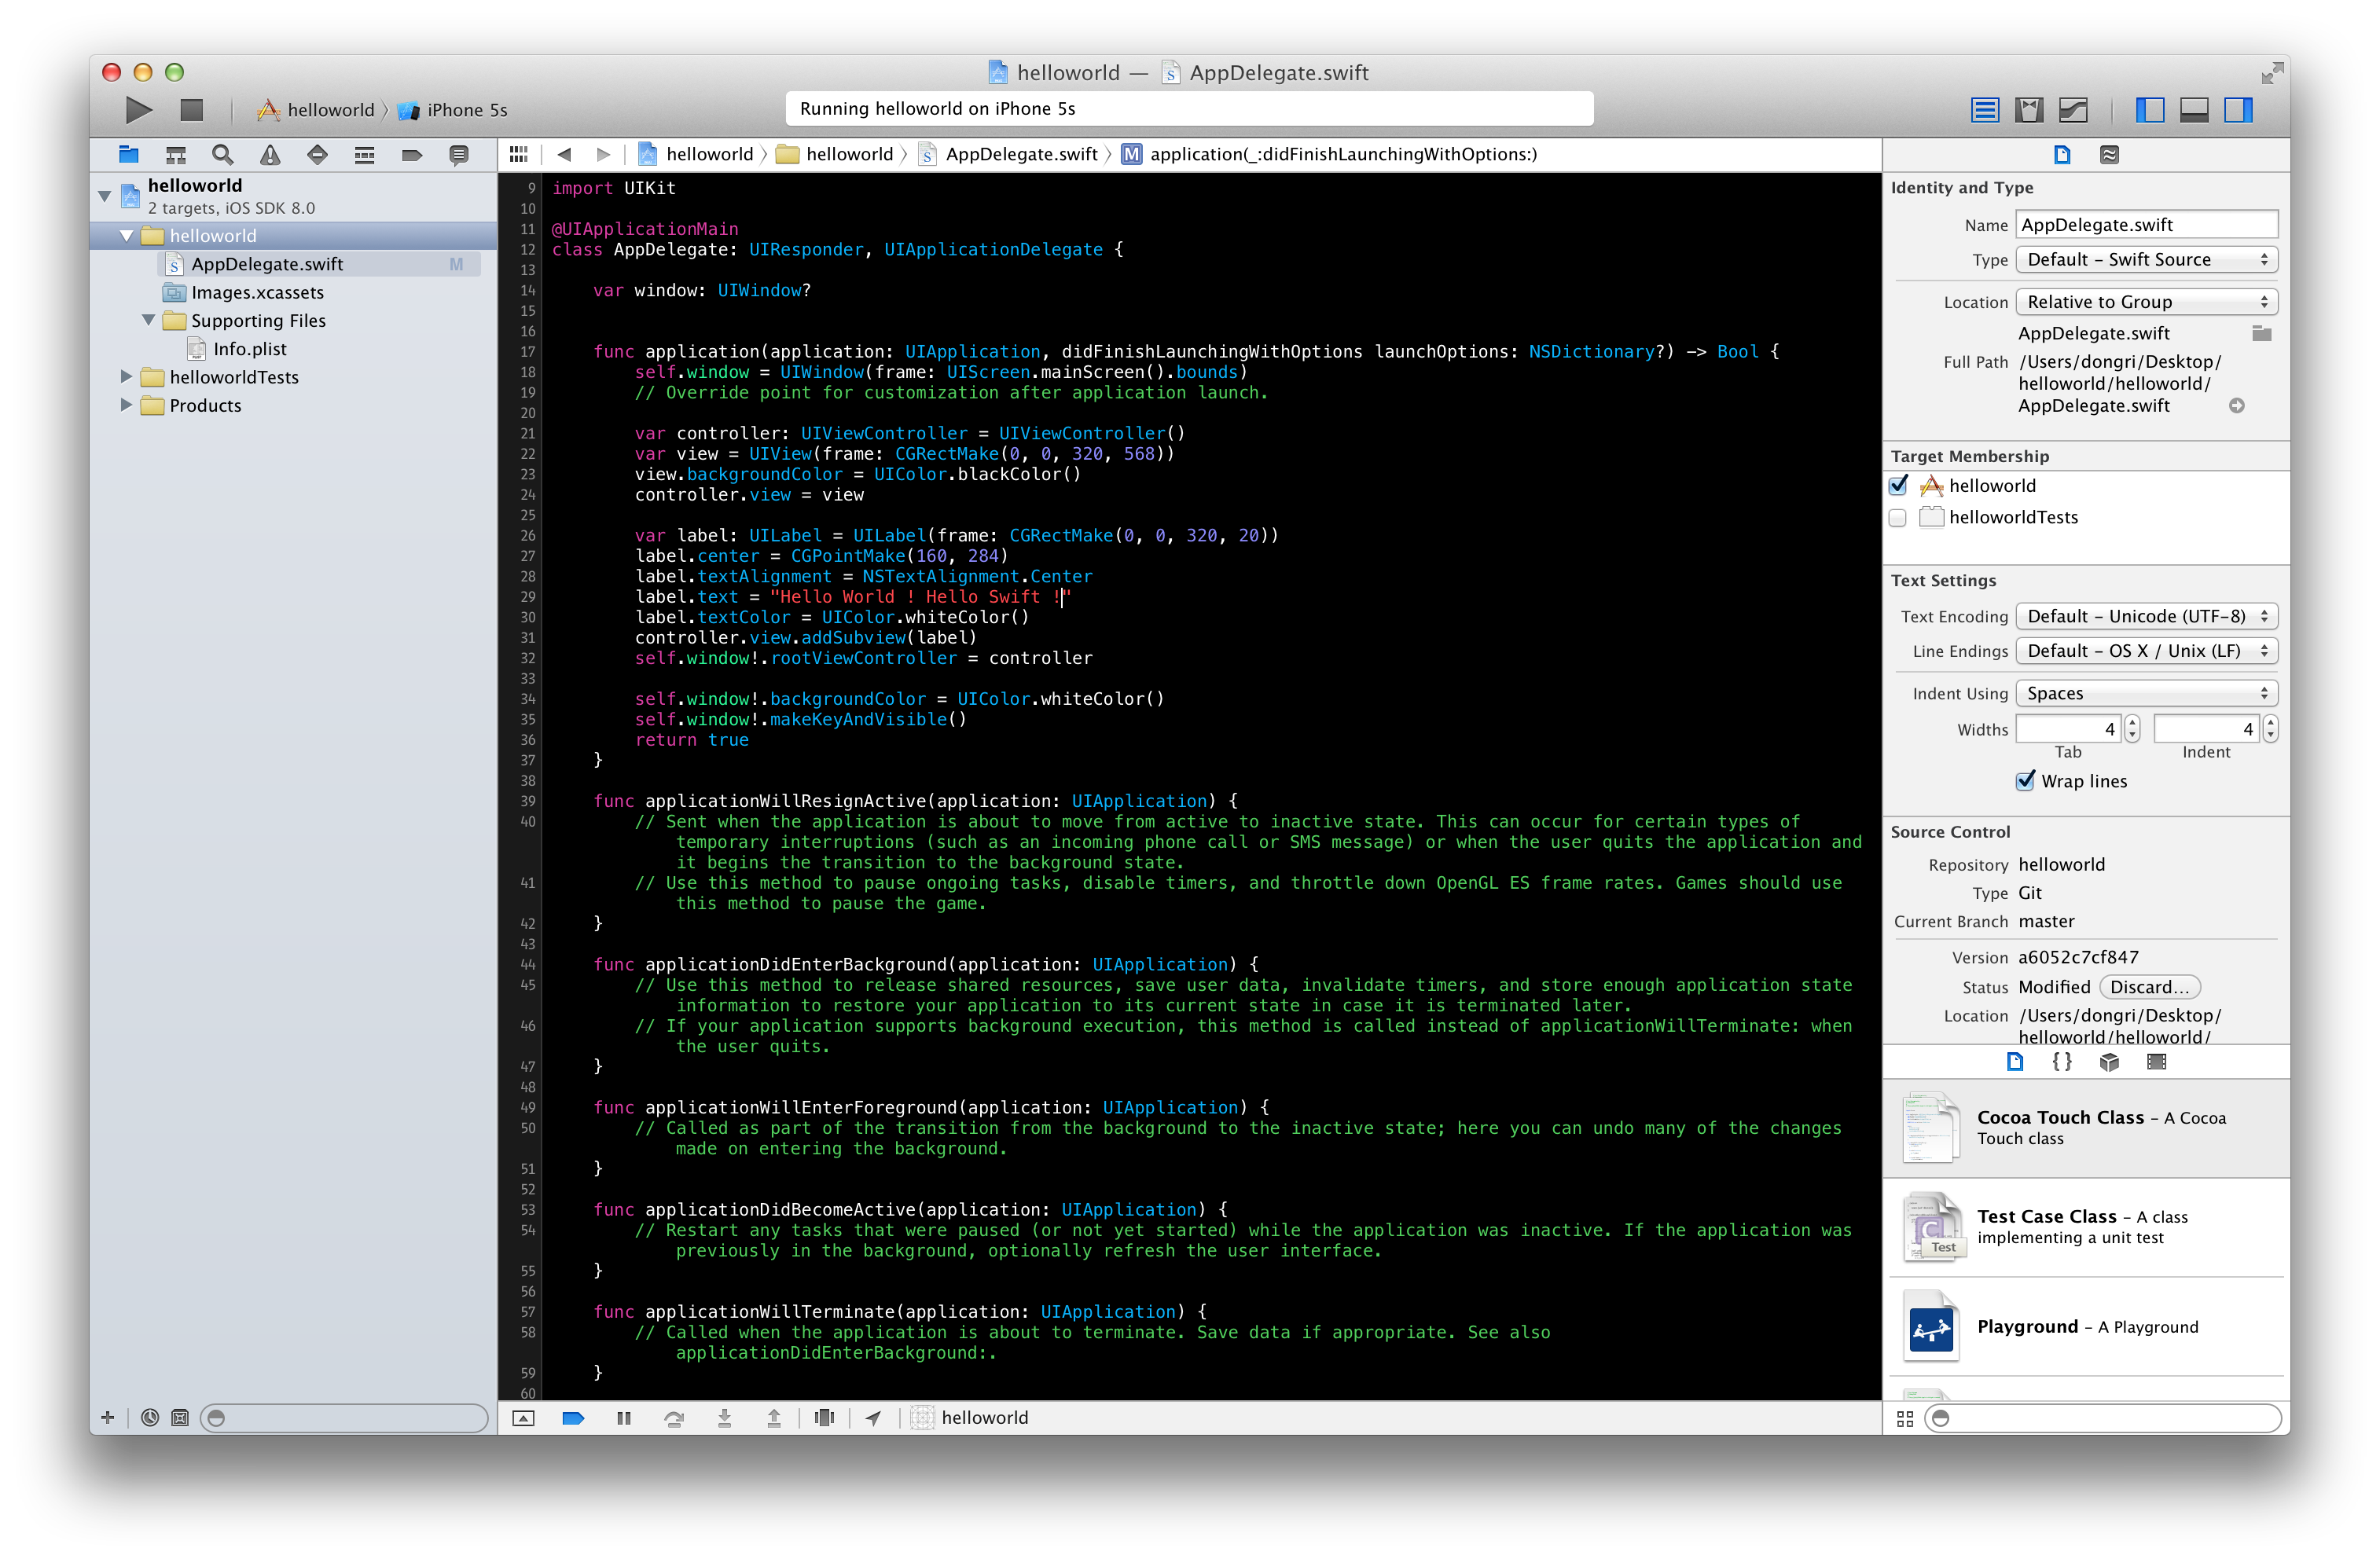 helloworld — AppDelegate.swift
helloworld 〉 iPhone 5s
Running helloworld on iPhone 5s
helloworld 〉 helloworld 〉 AppDelegate.swift 〉 M application(_:didFinishLaunchingWithOptions:)
helloworld
2 targets, iOS SDK 8.0
helloworld
AppDelegate.swift M
Images.xcassets
Supporting Files
Info.plist
helloworldTests
Products
9 import UIKit
10
11 @UIApplicationMain
12 class AppDelegate: UIResponder, UIApplicationDelegate {
13
14     var window: UIWindow?
15
16
17     func application(application: UIApplication, didFinishLaunchingWithOptions launchOptions: NSDictionary?) -> Bool {
18         self.window = UIWindow(frame: UIScreen.mainScreen().bounds)
19         // Override point for customization after application launch.
20
21         var controller: UIViewController = UIViewController()
22         var view = UIView(frame: CGRectMake(0, 0, 320, 568))
23         view.backgroundColor = UIColor.blackColor()
24         controller.view = view
25
26         var label: UILabel = UILabel(frame: CGRectMake(0, 0, 320, 20))
27         label.center = CGPointMake(160, 284)
28         label.textAlignment = NSTextAlignment.Center
29         label.text = "Hello World ! Hello Swift !"
30         label.textColor = UIColor.whiteColor()
31         controller.view.addSubview(label)
32         self.window!.rootViewController = controller
33
34         self.window!.backgroundColor = UIColor.whiteColor()
35         self.window!.makeKeyAndVisible()
36         return true
37     }
38
39     func applicationWillResignActive(application: UIApplication) {
40         // Sent when the application is about to move from active to inactive state. This can occur for certain types of
temporary interruptions (such as an incoming phone call or SMS message) or when the user quits the application and
it begins the transition to the background state.
41         // Use this method to pause ongoing tasks, disable timers, and throttle down OpenGL ES frame rates. Games should use
this method to pause the game.
42     }
43
44     func applicationDidEnterBackground(application: UIApplication) {
45         // Use this method to release shared resources, save user data, invalidate timers, and store enough application state
information to restore your application to its current state in case it is terminated later.
46         // If your application supports background execution, this method is called instead of applicationWillTerminate: when
the user quits.
47     }
48
49     func applicationWillEnterForeground(application: UIApplication) {
50         // Called as part of the transition from the background to the inactive state; here you can undo many of the changes
made on entering the background.
51     }
52
53     func applicationDidBecomeActive(application: UIApplication) {
54         // Restart any tasks that were paused (or not yet started) while the application was inactive. If the application was
previously in the background, optionally refresh the user interface.
55     }
56
57     func applicationWillTerminate(application: UIApplication) {
58         // Called when the application is about to terminate. Save data if appropriate. See also
applicationDidEnterBackground:.
59     }
60
helloworld
Identity and Type
Name AppDelegate.swift
Type Default - Swift Source
Location Relative to Group
AppDelegate.swift
Full Path /Users/dongri/Desktop/
helloworld/helloworld/
AppDelegate.swift
Target Membership
helloworld
helloworldTests
Text Settings
Text Encoding Default - Unicode (UTF-8)
Line Endings Default - OS X / Unix (LF)
Indent Using Spaces
Widths 4 4
Tab Indent
Wrap lines
Source Control
Repository helloworld
Type Git
Current Branch master
Version a6052c7cf847
Status Modified Discard...
Location /Users/dongri/Desktop/
helloworld/helloworld/
{ }
Cocoa Touch Class - A Cocoa
Touch class
Test Case Class - A class
implementing a unit test
C
Test
Playground - A Playground